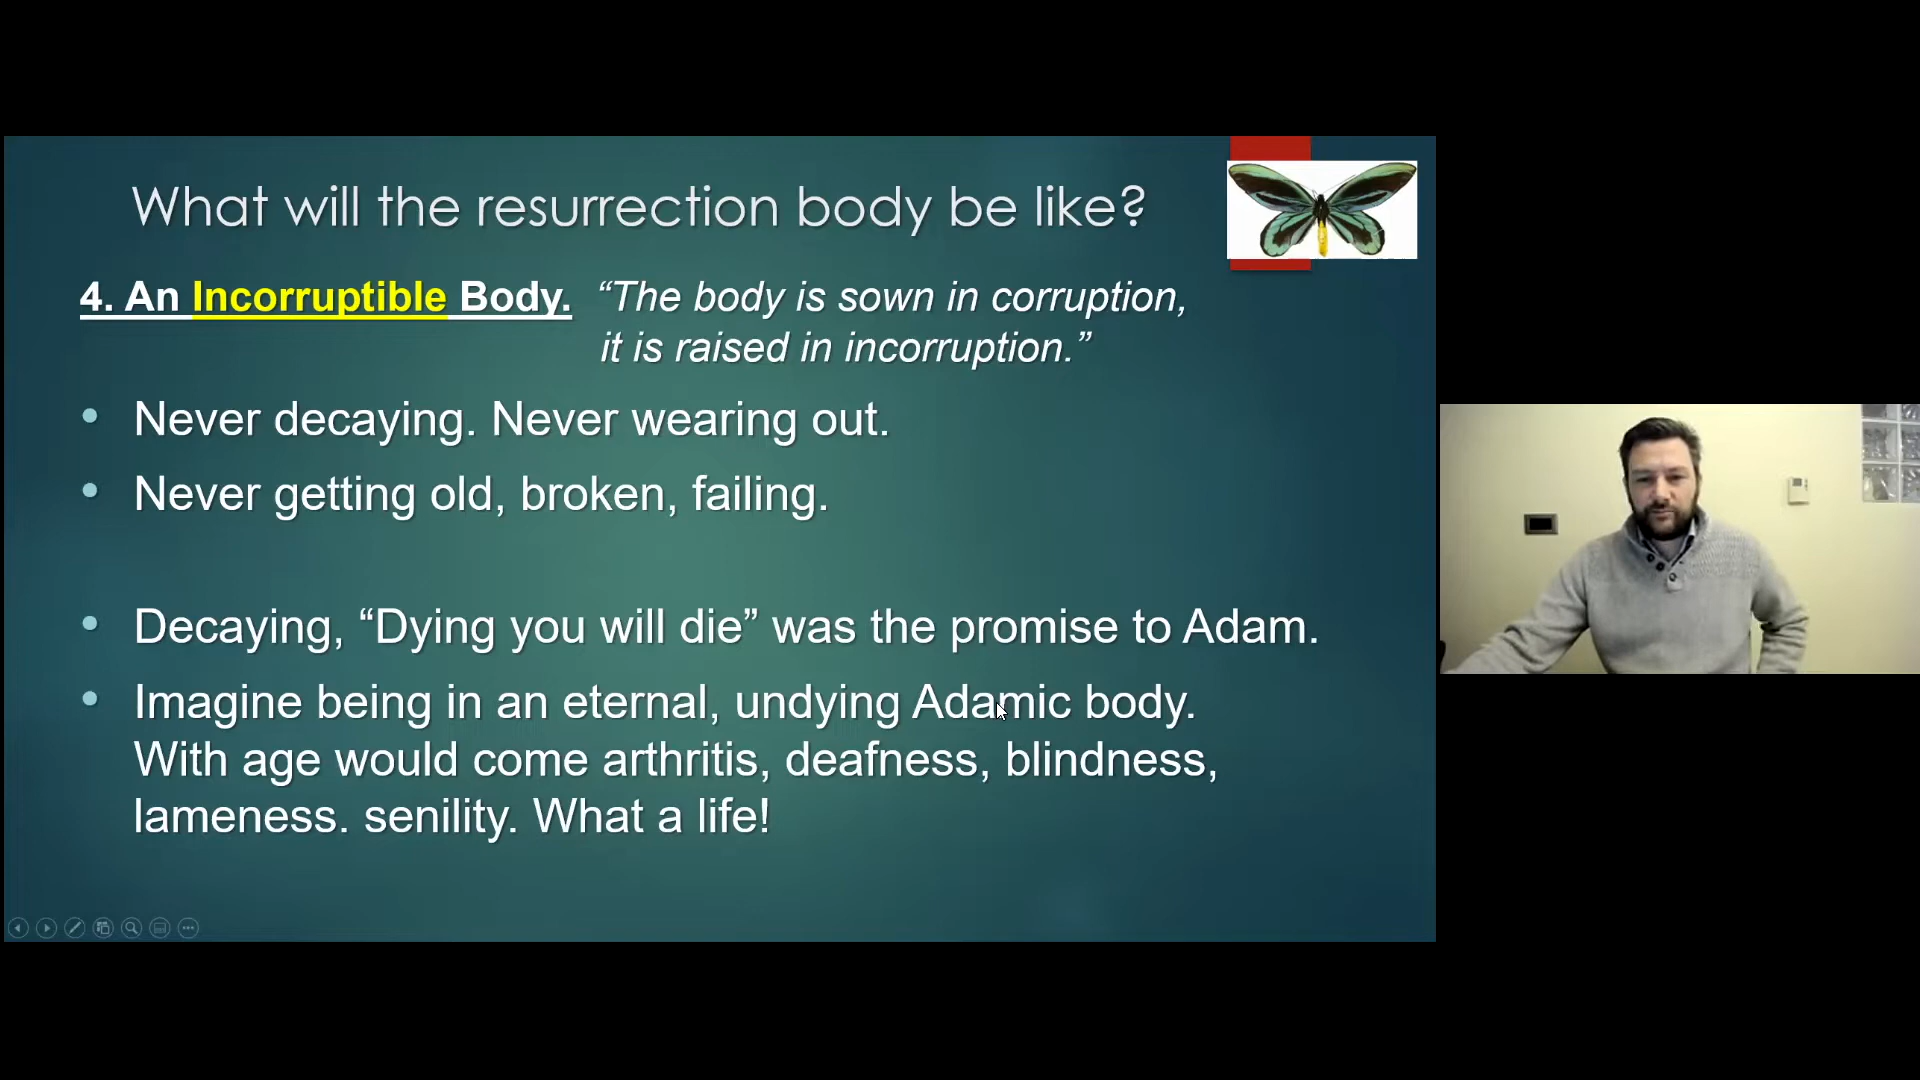 What will the resurrection body be like?
4. An Incorruptible Body. “The body is sown in corruption,
it is raised in incorruption.”
• Never decaying. Never wearing out.
• Never getting old, broken, failing.
• Decaying, “Dying you will die” was the promise to Adam.
• Imagine being in an eternal, undying Adamic body.
With age would come arthritis, deafness, blindness,
lameness. senility. What a life!